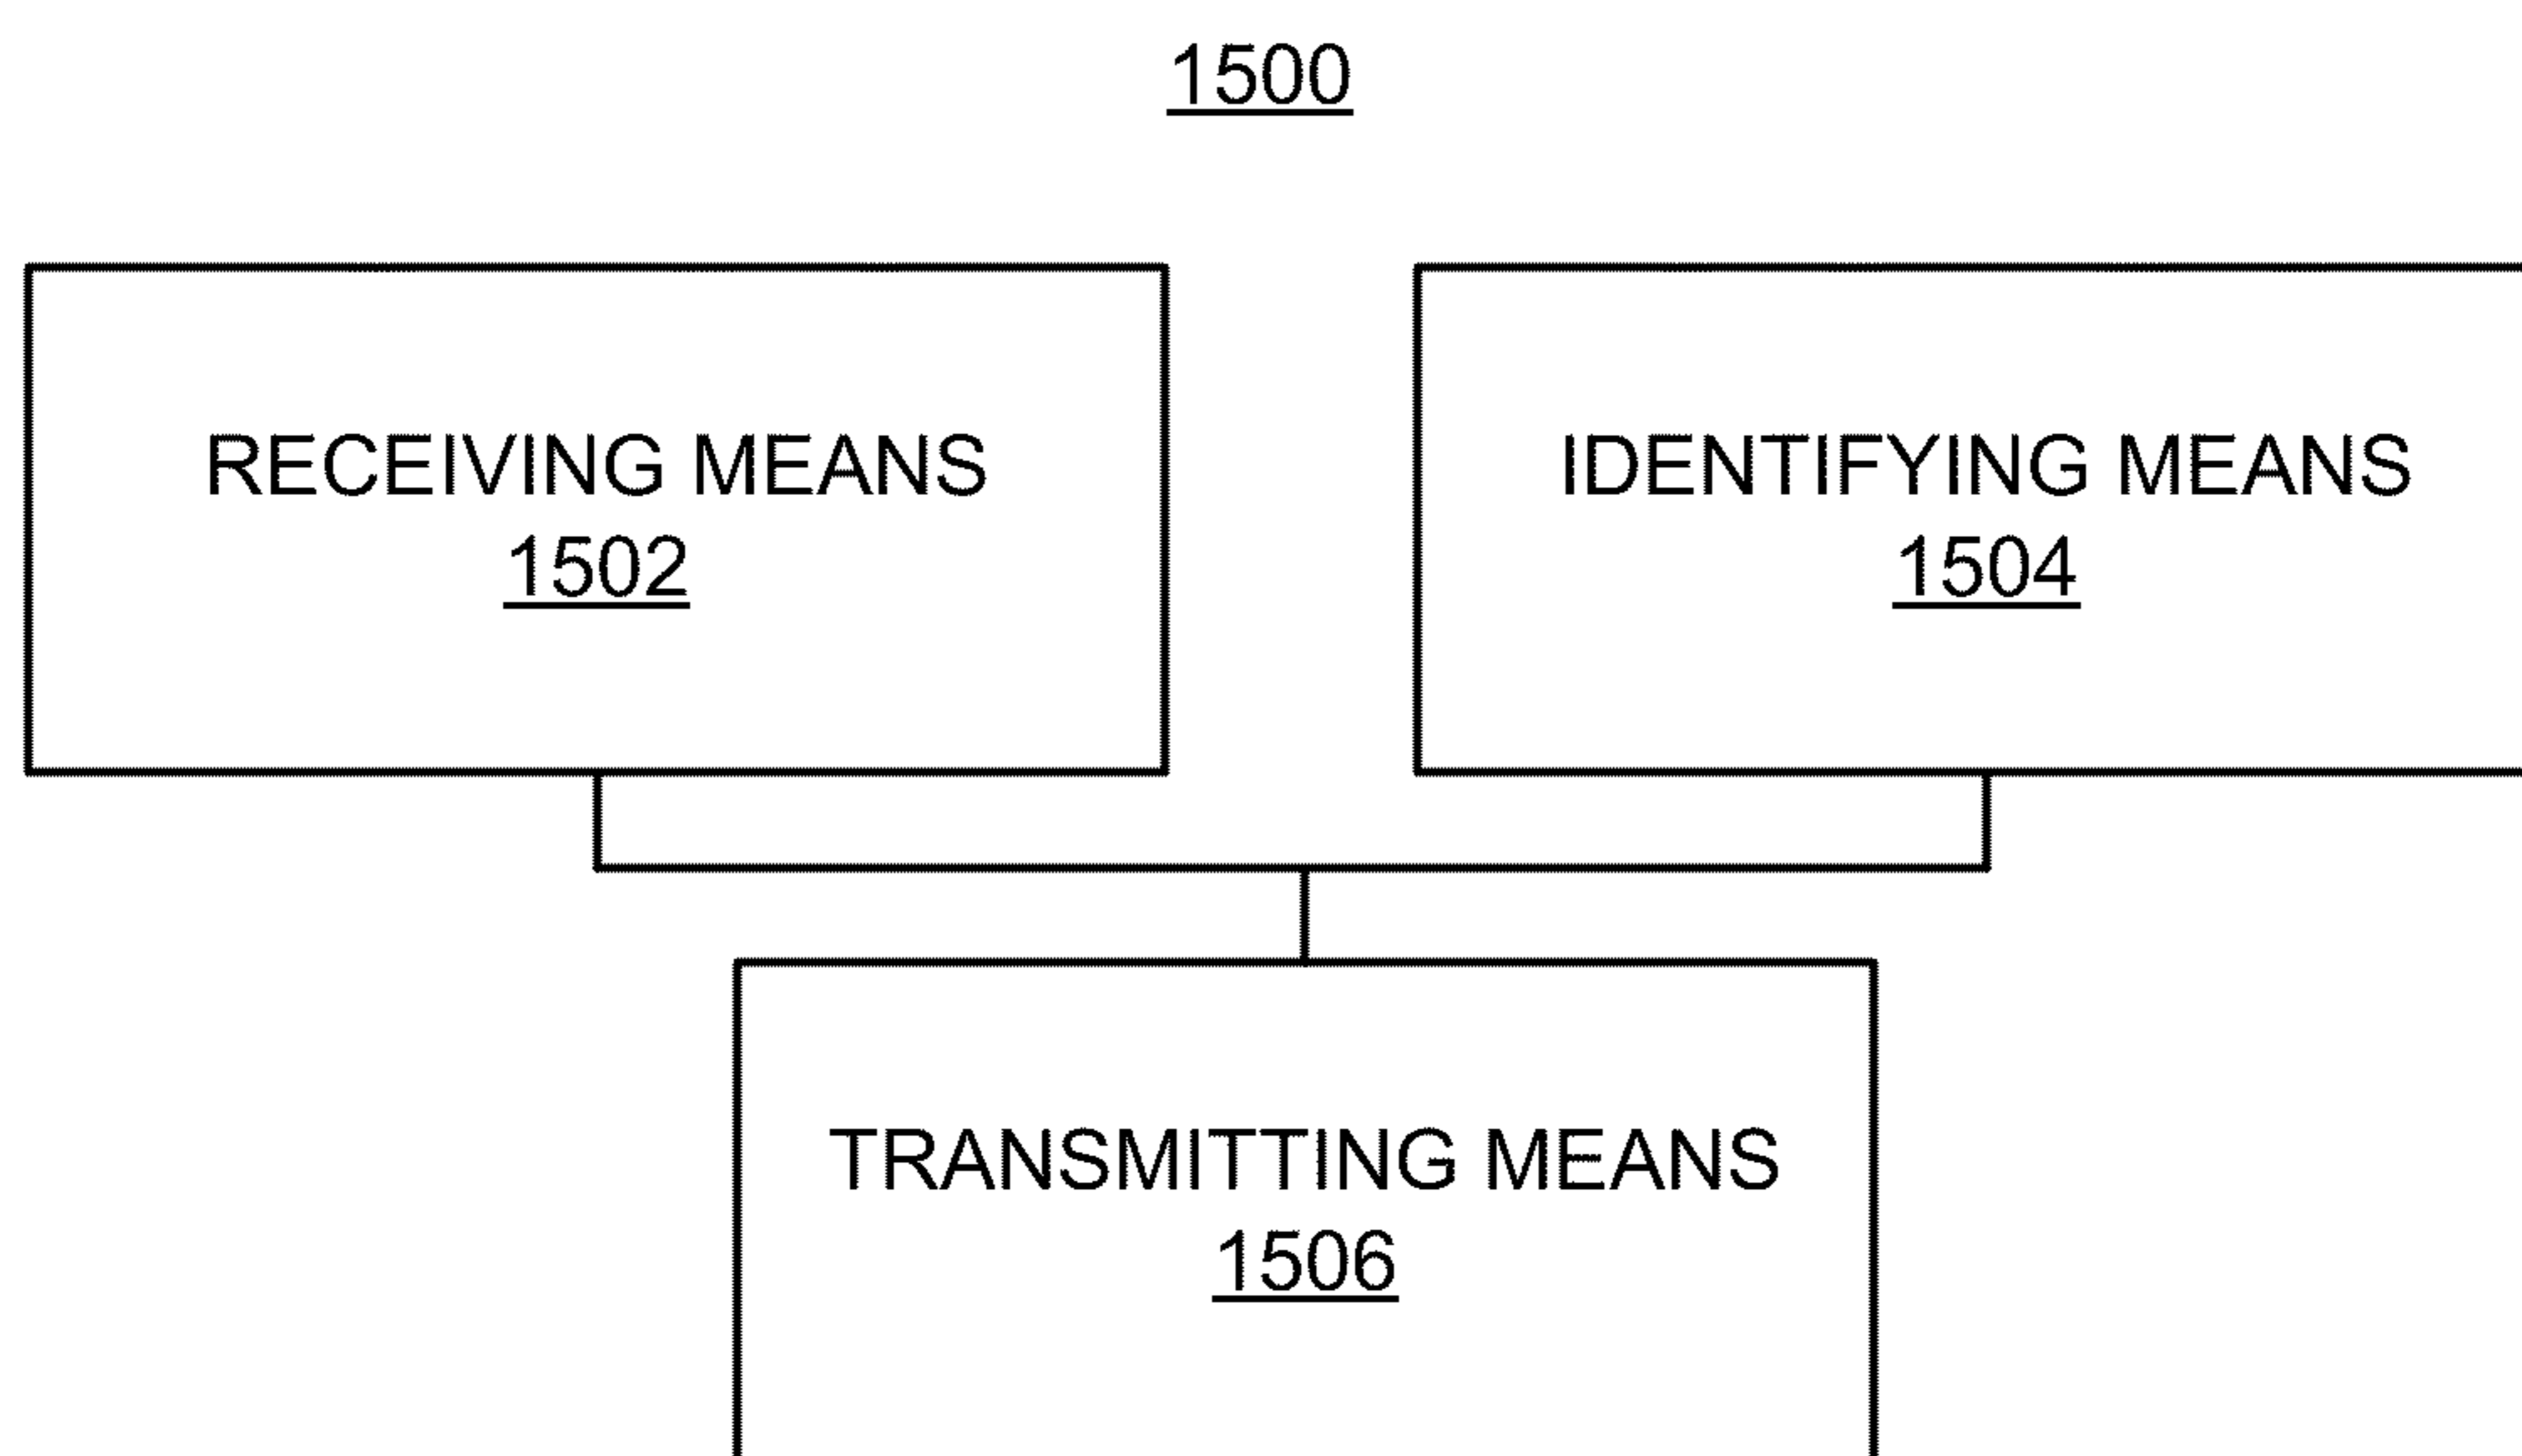 1500
RECEIVING MEANS
1502
IDENTIFYING MEANS
1504
TRANSMITTING MEANS
1506